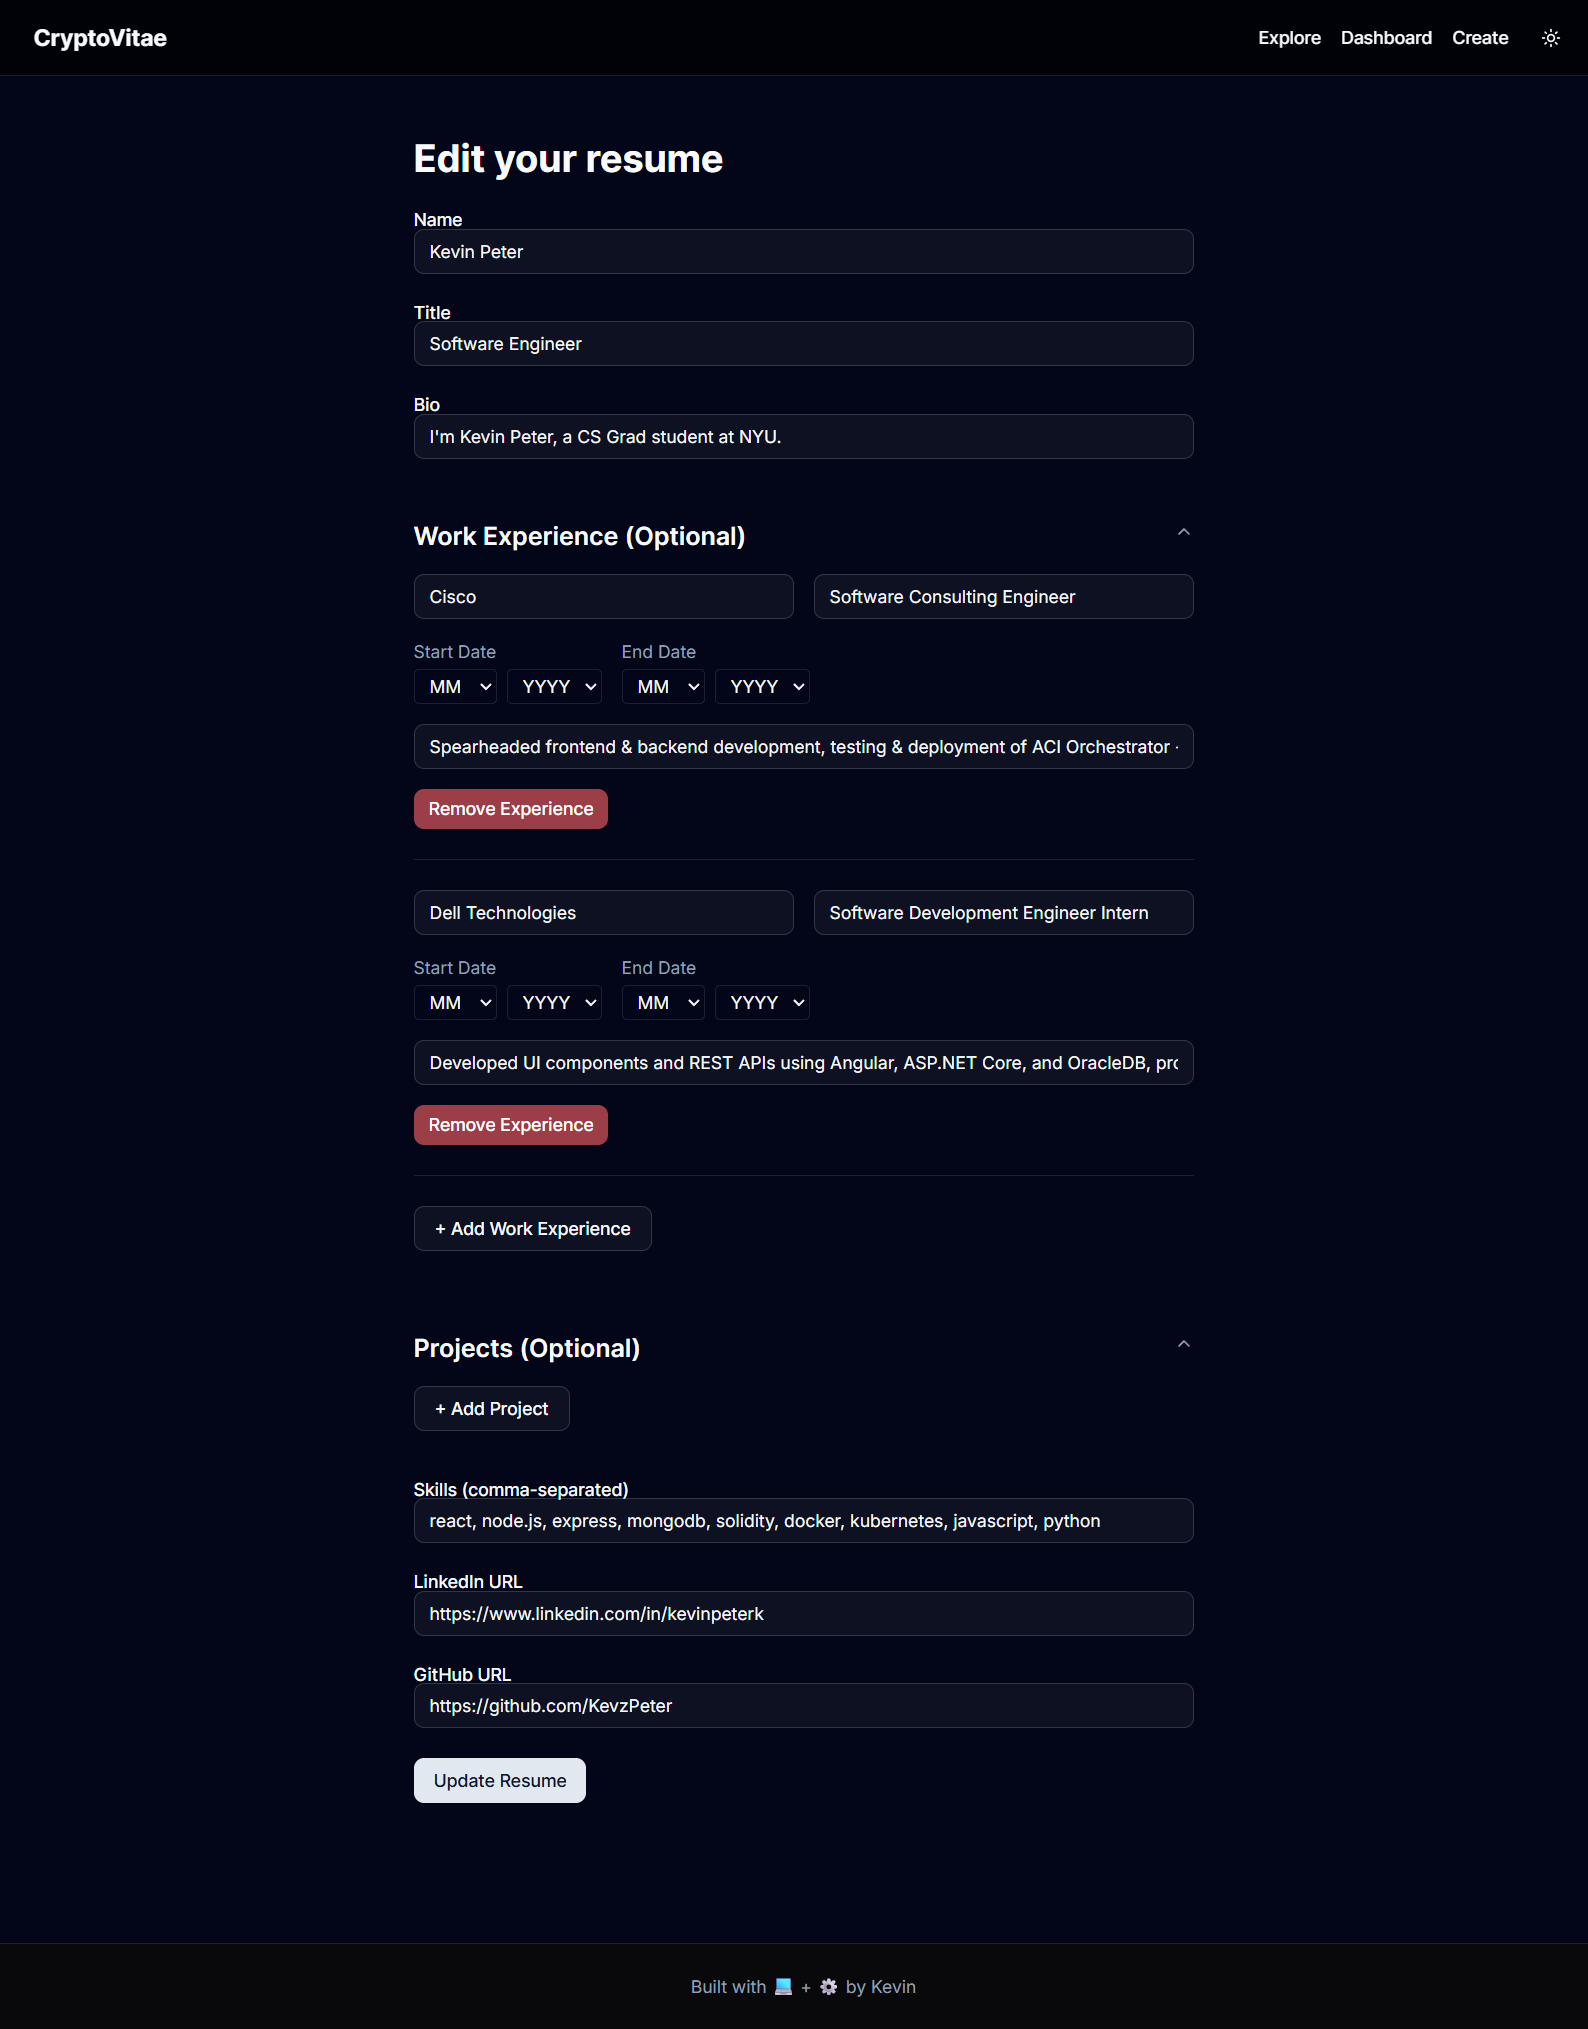 CryptoVitae
Explore Dashboard Create
Edit your resume
Name
Kevin Peter
Title
Software Engineer
Bio
I'm Kevin Peter, a CS Grad student at NYU.
Work Experience (Optional)
Cisco
Software Consulting Engineer
Start Date End Date
MM YYYY MM YYYY
Spearheaded frontend & backend development, testing & deployment of ACI Orchestrator
Remove Experience
Dell Technologies
Software Development Engineer Intern
Start Date End Date
MM YYYY MM YYYY
Developed UI components and REST APIs using Angular, ASP.NET Core, and OracleDB,
Remove Experience
+ Add Work Experience
Projects (Optional)
+ Add Project
Skills (comma-separated)
react, node.js, express, mongodb, solidity, docker, kubernetes, javascript, python
LinkedIn URL
https://www.linkedin.com/in/kevinpeterk
GitHub URL
https://github.com/KevzPeter
Update Resume
Built with 💻 + ⚙️ by Kevin